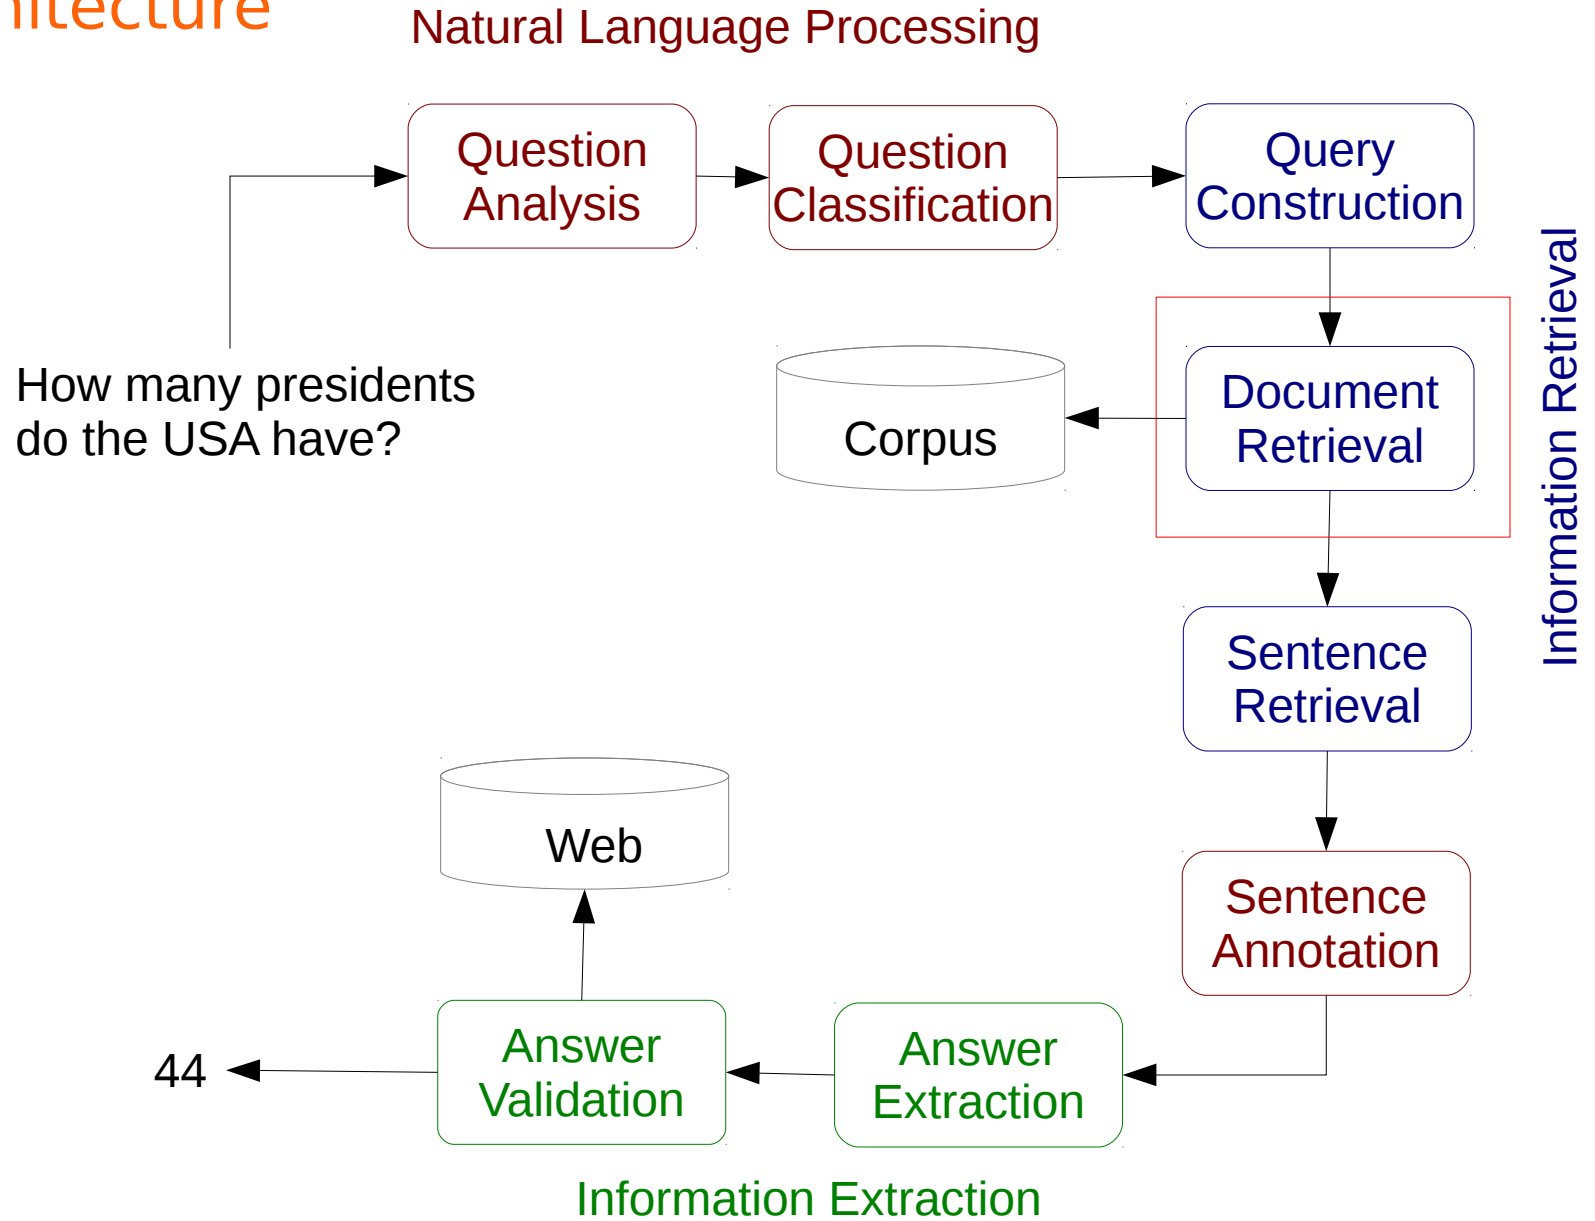 Natural Language Processing
Question
Analysis
Question
Classification
Query
Construction
Information Retrieval
How many presidents
do the USA have?
Corpus
Document
Retrieval
Sentence
Retrieval
Web
Sentence
Annotation
44
Answer
Validation
Answer
Extraction
Information Extraction